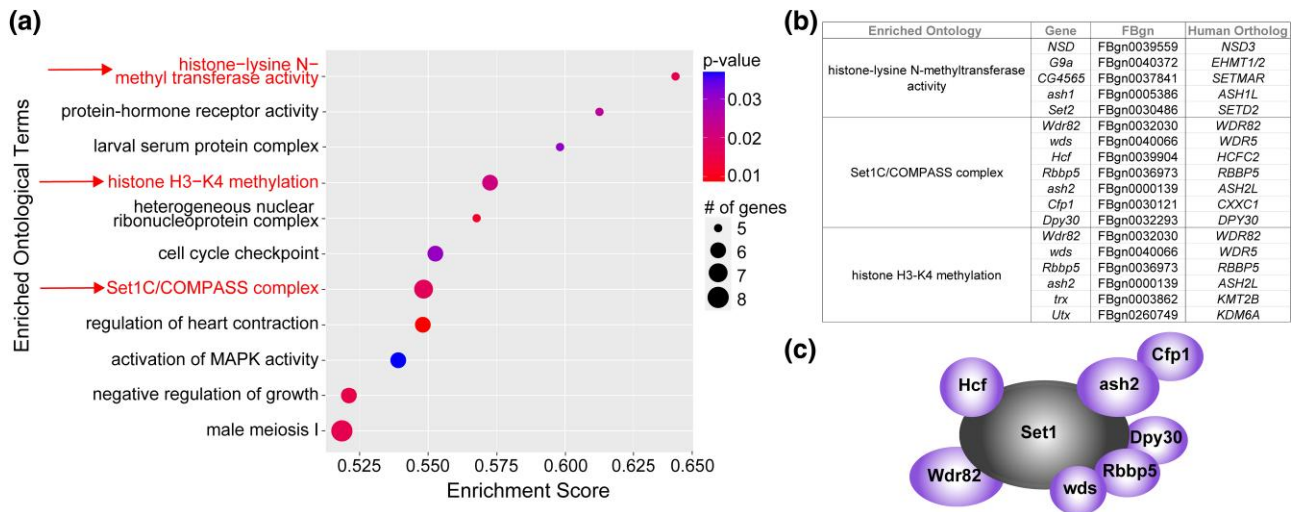 (a)
Enriched Ontological Terms
histone-lysine N-
methyl transferase activity
protein-hormone receptor activity
larval serum protein complex
histone H3-K4 methylation
heterogeneous nuclear
ribonucleoprotein complex
cell cycle checkpoint
Set1C/COMPASS complex
regulation of heart contraction
activation of MAPK activity
negative regulation of growth
male meiosis I
0.525 0.550 0.575 0.600 0.650
Enrichment Score
p-value
0.03
0.02
0.01
# of genes
5
6
7
8
(b)
Enriched Ontology Gene FBgn Human Ortholog
histone-lysine N-methyltransferase
activity
NSD FBgn0039559 NSD3
G9a FBgn0040372 EHMT1/2
CG4565 FBgn0037841 SETMAR
ash1 FBgn0005386 ASH1L
Set2 FBgn0030486 SETD2
Set1C/COMPASS complex
Wdr82 FBgn0032030 WDR82
wds FBgn0040066 WDR5
Hcf FBgn0039904 HCFC2
Rbbp5 FBgn0036973 RBBP5
ash2 FBgn0000139 ASH2L
Cfp1 FBgn0030121 CXXC1
Dpy30 FBgn0032293 DPY30
histone H3-K4 methylation
Wdr82 FBgn0032030 WDR82
wds FBgn0040066 WDR5
Rbbp5 FBgn0036973 RBBP5
ash2 FBgn0000139 ASH2L
trx FBgn0003862 KMT2B
Utx FBgn0260749 KDM6A
(c)
Cfp1
Hcf
ash2
Set1
Dpy30
Wdr82
Rbbp5
wds